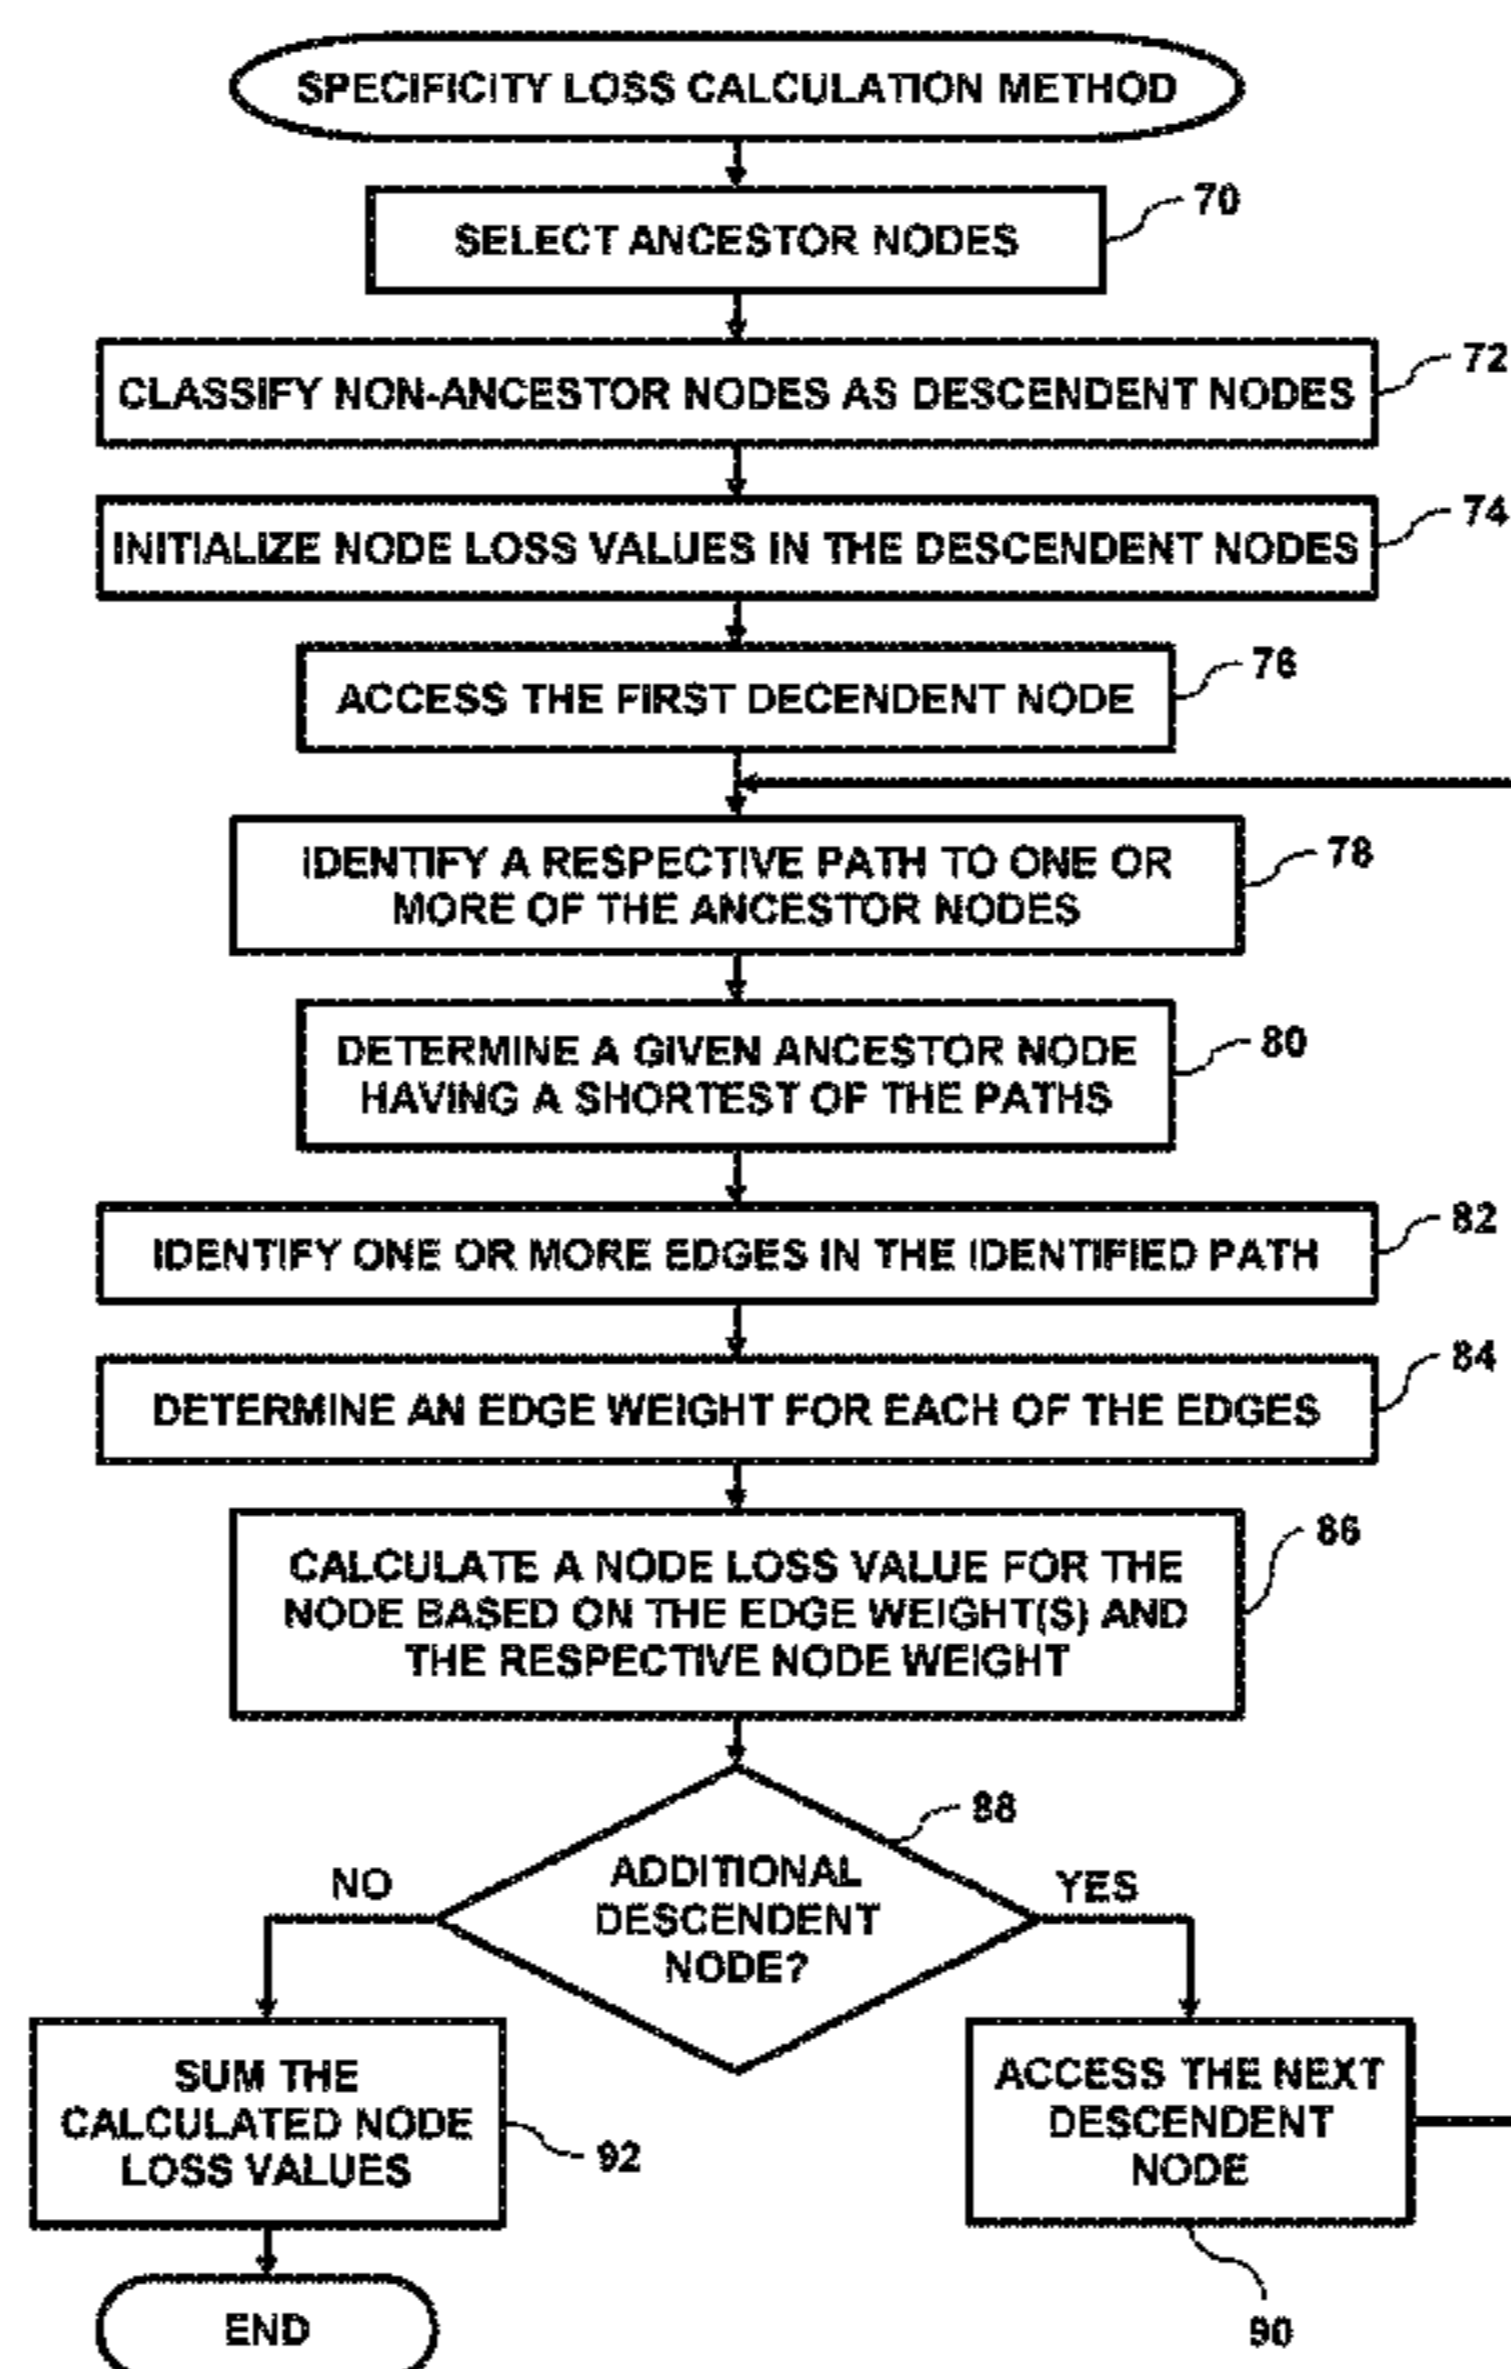 SPECIFICITY LOSS CALCULATION METHOD
70
SELECT ANCESTOR NODES
72
CLASSIFY NON-ANCESTOR NODES AS DESCENDENT NODES
74
INITIALIZE NODE LOSS VALUES IN THE DESCENDENT NODES
76
ACCESS THE FIRST DECENDENT NODE
78
IDENTIFY A RESPECTIVE PATH TO ONE OR
MORE OF THE ANCESTOR NODES
80
DETERMINE A GIVEN ANCESTOR NODE
HAVING A SHORTEST OF THE PATHS
82
IDENTIFY ONE OR MORE EDGES IN THE IDENTIFIED PATH
84
DETERMINE AN EDGE WEIGHT FOR EACH OF THE EDGES
86
CALCULATE A NODE LOSS VALUE FOR THE
NODE BASED ON THE EDGE WEIGHT(S) AND
THE RESPECTIVE NODE WEIGHT
88
ADDITIONAL
DESCENDENT
NODE?
NO
YES
SUM THE
CALCULATED NODE
LOSS VALUES
92
ACCESS THE NEXT
DESCENDENT
NODE
90
END